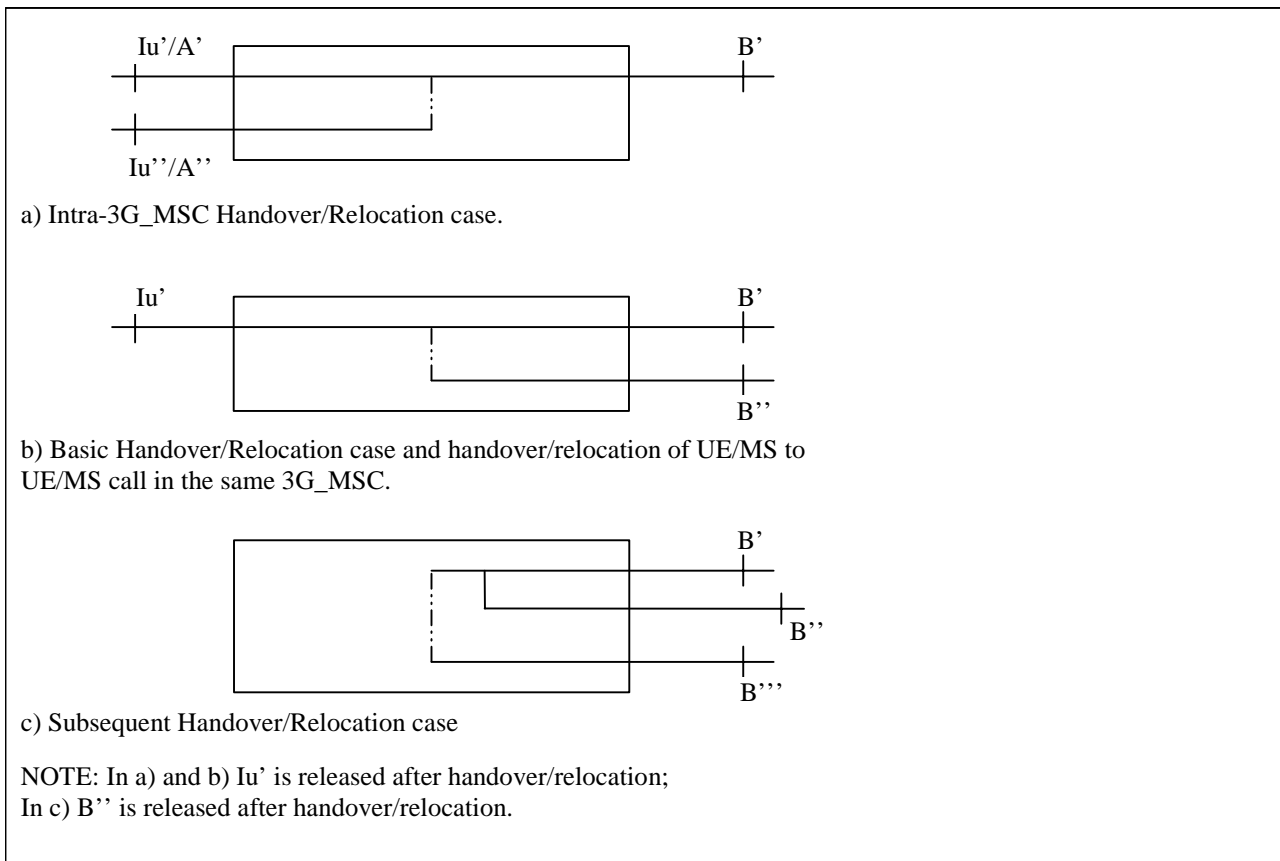 Iu’/A’ B’
Iu’’/A’’
a) Intra-3G_MSC Handover/Relocation case.
Iu’ B’
B’’
b) Basic Handover/Relocation case and handover/relocation of UE/MS to
UE/MS call in the same 3G_MSC.
B’
B’’
B’’’
c) Subsequent Handover/Relocation case
NOTE: In a) and b) Iu’ is released after handover/relocation;
In c) B’’ is released after handover/relocation.